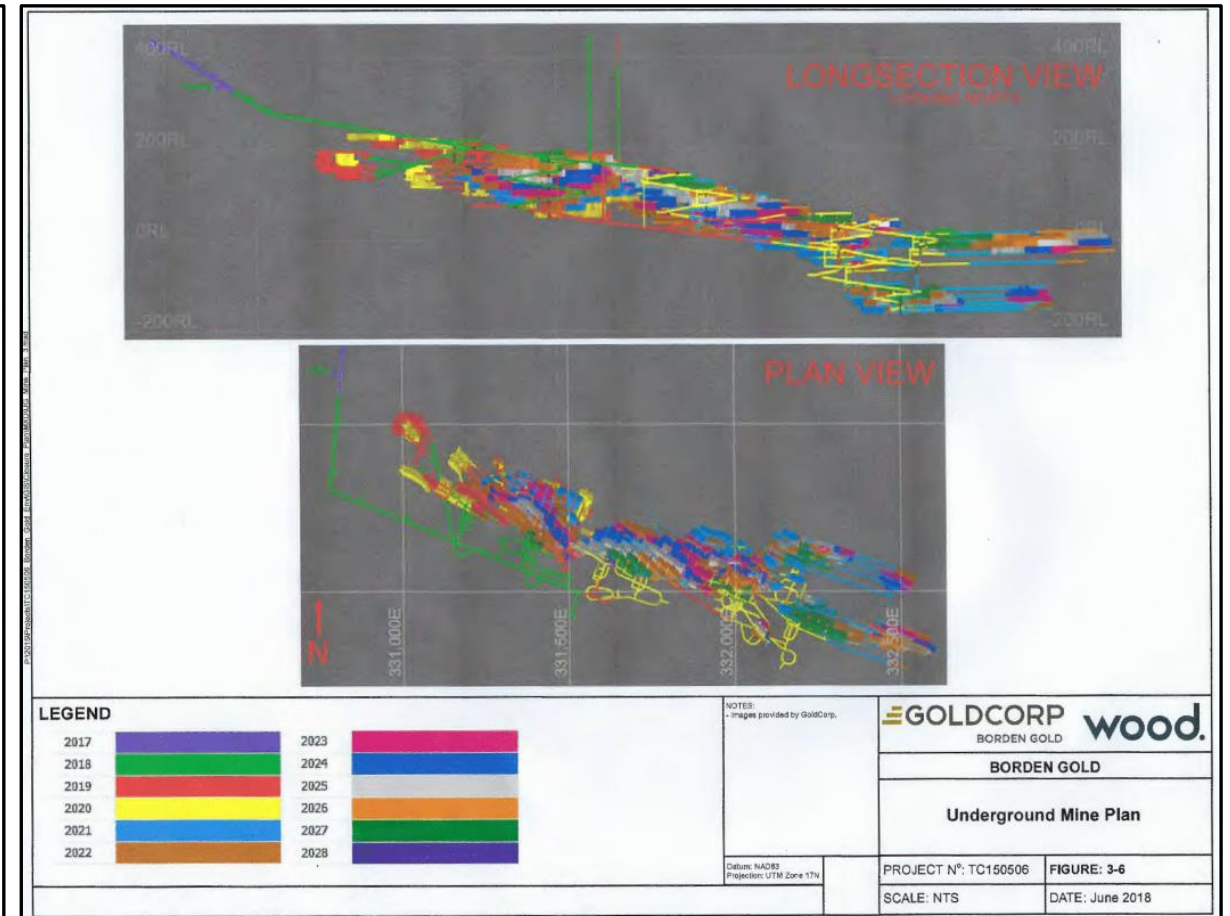 400RL
400RL
LONGSECTION VIEW
LOOKING NORTH
200RL
200RL
0RL
0RL
-200RL
-200RL
PLAN VIEW
N
331,000E
331,500E
332,000E
332,500E
LEGEND
2017
2018
2019
2020
2021
2022
2023
2024
2025
2026
2027
2028
NOTES:
- Images provided by GoldCorp.
Datum: NAD83
Projection: UTM Zone 17N
GOLDCORP
BORDEN GOLD
wood.
BORDEN GOLD
Underground Mine Plan
PROJECT Nº: TC150506
FIGURE: 3-6
SCALE: NTS
DATE: June 2018